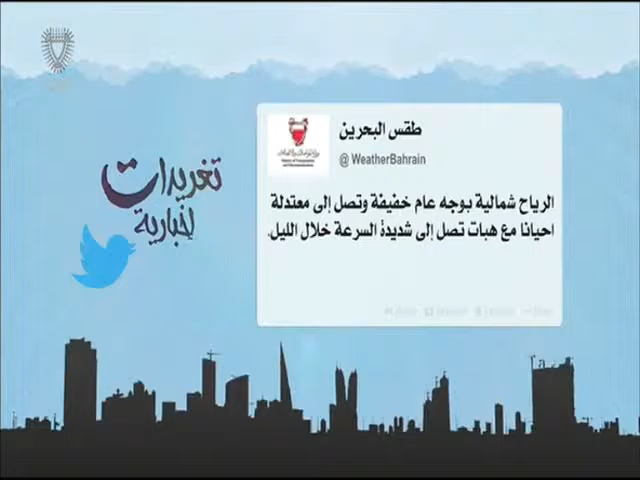 تغريدات
إخبارية
طقس البحرين
@ WeatherBahrain
الرياح شمالية بوجه عام خفيفة وتصل إلى معتدلة
احيانا مع هبات تصل إلى شديدة السرعة خلال الليل.